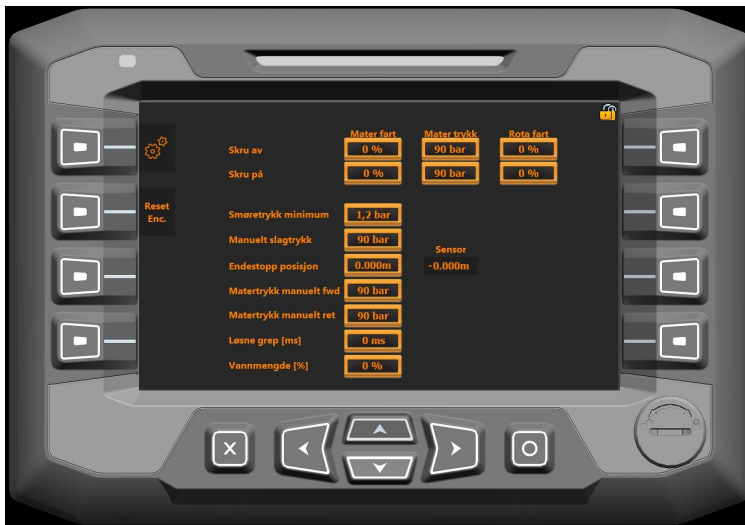 Mater fart Mater trykk Rota fart
Skru av 0 % 90 bar 0 %
Skru på 0 % 90 bar 0 %
Reset
Enc.
Smøretrykk minimum 1,2 bar
Manuelt slagtrykk 90 bar
Sensor
Endestopp posisjon 0.000m -0.000m
Matertrykk manuelt fwd 90 bar
Matertrykk manuelt ret 90 bar
Løsne grep [ms] 0 ms
Vannmengde [%] 0 %
X